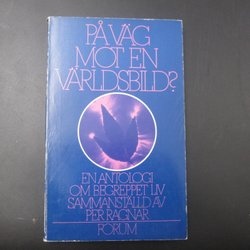 PÅ VÄG
MOT EN
VÄRLDSBILD?
EN ANTOLOGI
OM BEGREPPET LIV
SAMMANSTÄLLD AV
PER RAGNAR
FORUM